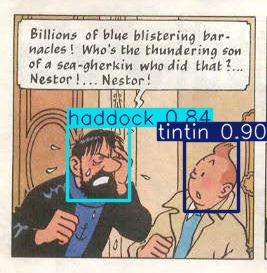 Billions of blue blistering bar-
nacles! Who's the thundering son
of a sea-gherkin who did that?...
Nestor!... Nestor!
haddock 0.84
tintin 0.90